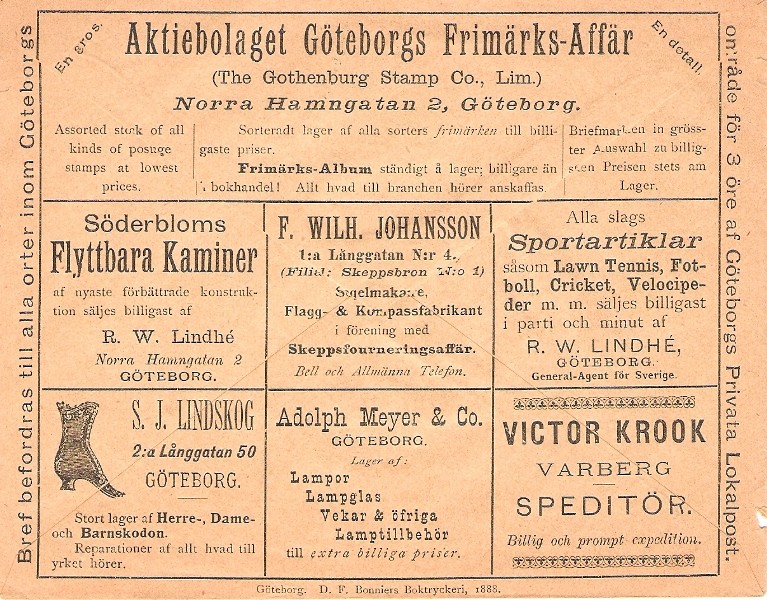 Bref befordras till alla orter inom Göteborgs
område för 3 öre af Göteborgs Privata Lokalpost.
En gros.
Aktiebolaget Göteborgs Frimärks-Affär
En detalj.
(The Gothenburg Stamp Co., Lim.)
Norra Hamngatan 2, Göteborg.
Assorted stock of all
kinds of postage
stamps at lowest
prices.
Sorteradt lager af alla sorters frimärken till billi-
gaste priser.
Frimärks-Album ständigt å lager; billigare än
i bokhandel! Allt hvad till branchen hörer anskaffas.
Briefmarken in gröss-
ter Auswahl zu billig-
sten Preisen stets am
Lager.
Söderbloms
Flyttbara Kaminer
af nyaste förbättrade konstruk-
tion säljes billigast af
R. W. Lindhé
Norra Hamngatan 2
GÖTEBORG.
F. WILH. JOHANSSON
1:a Långgatan N:r 4.,
(Filial: Skeppsbron N:o 1)
Segelmakare,
Flagg- & Kompassfabrikant
i förening med
Skeppsfourneringsaffär.
Bell och Allmänna Telefon.
Alla slags
Sportartiklar
såsom Lawn Tennis, Fot-
boll, Cricket, Velocipe-
der m. m. säljes billigast
i parti och minut af
R. W. LINDHÉ,
GÖTEBORG.
General-Agent för Sverige.
S. J. LINDSKOG
2:a Långgatan 50
GÖTEBORG.
Stort lager af Herre-, Dame-
och Barnskodon.
Reparationer af allt hvad till
yrket hörer.
Adolph Meyer & Co.
GÖTEBORG.
Lager af:
Lampor
Lampglas
Vekar & öfriga
Lamptillbehör
till extra billiga priser.
VICTOR KROOK
VARBERG
SPEDITÖR.
Billig och prompt expedition.
Göteborg. D. F. Bonniers Boktryckeri, 1888.